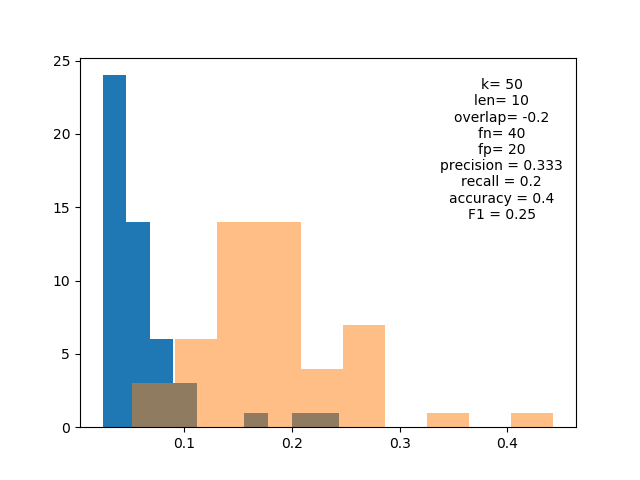 25
20
15
10
5
0
0.1 0.2 0.3 0.4
k= 50
len= 10
overlap= -0.2
fn= 40
fp= 20
precision = 0.333
recall = 0.2
accuracy = 0.4
F1 = 0.25